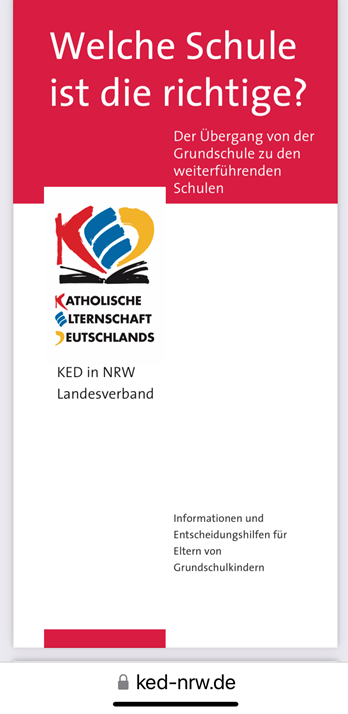 Welche Schule
ist die richtige?
Der Übergang von der
Grundschule zu den
weiterführenden
Schulen
KED
KATHOLISCHE
ELTERNSCHAFT
DEUTSCHLANDS
KED in NRW
Landesverband
Informationen und
Entscheidungshilfen für
Eltern von
Grundschulkindern
ked-nrw.de